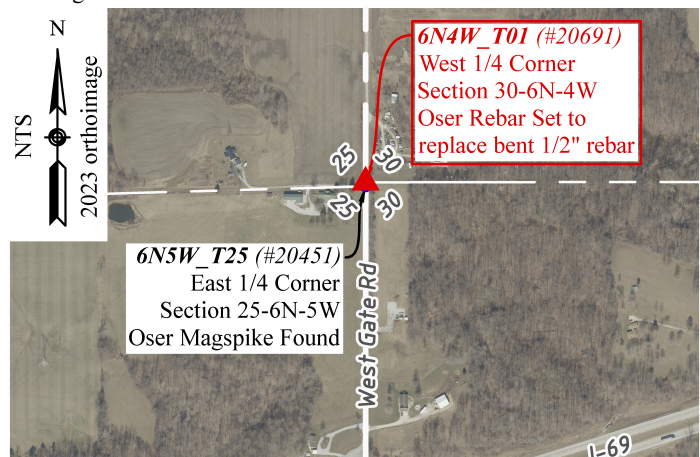 N
NTS
2023 orthoimage
6N4W_T01 (#20691)
West 1/4 Corner
Section 30-6N-4W
Oser Rebar Set to
replace bent 1/2" rebar
25
30
25
30
6N5W_T25 (#20451)
East 1/4 Corner
Section 25-6N-5W
Oser Magspike Found
West Gate Rd
I-69